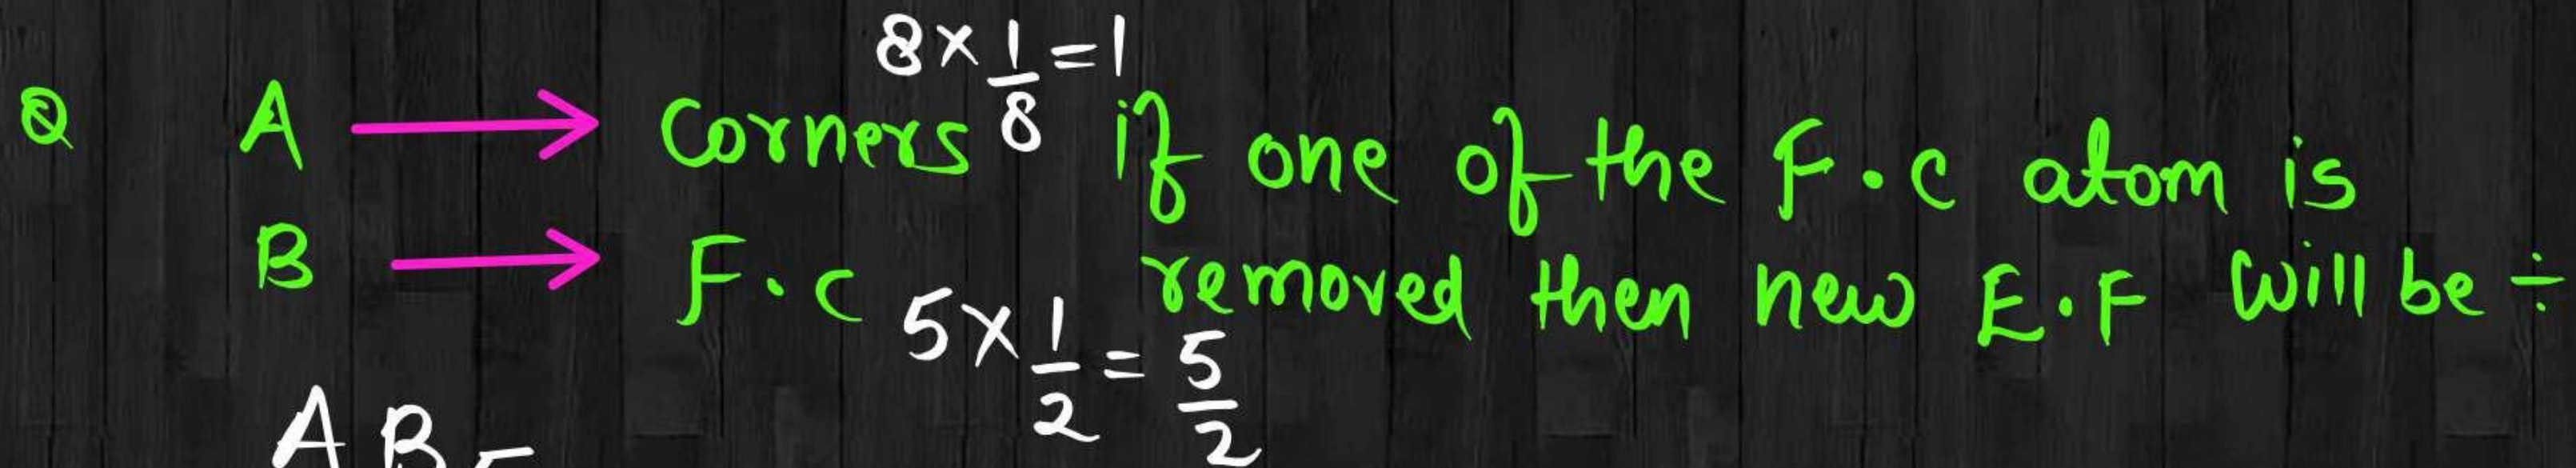 8 × 1/8 = 1
Q A → Corners if one of the F.C atom is
B → F.C removed then new E.F will be ÷
5 × 1/2 = 5/2
A B